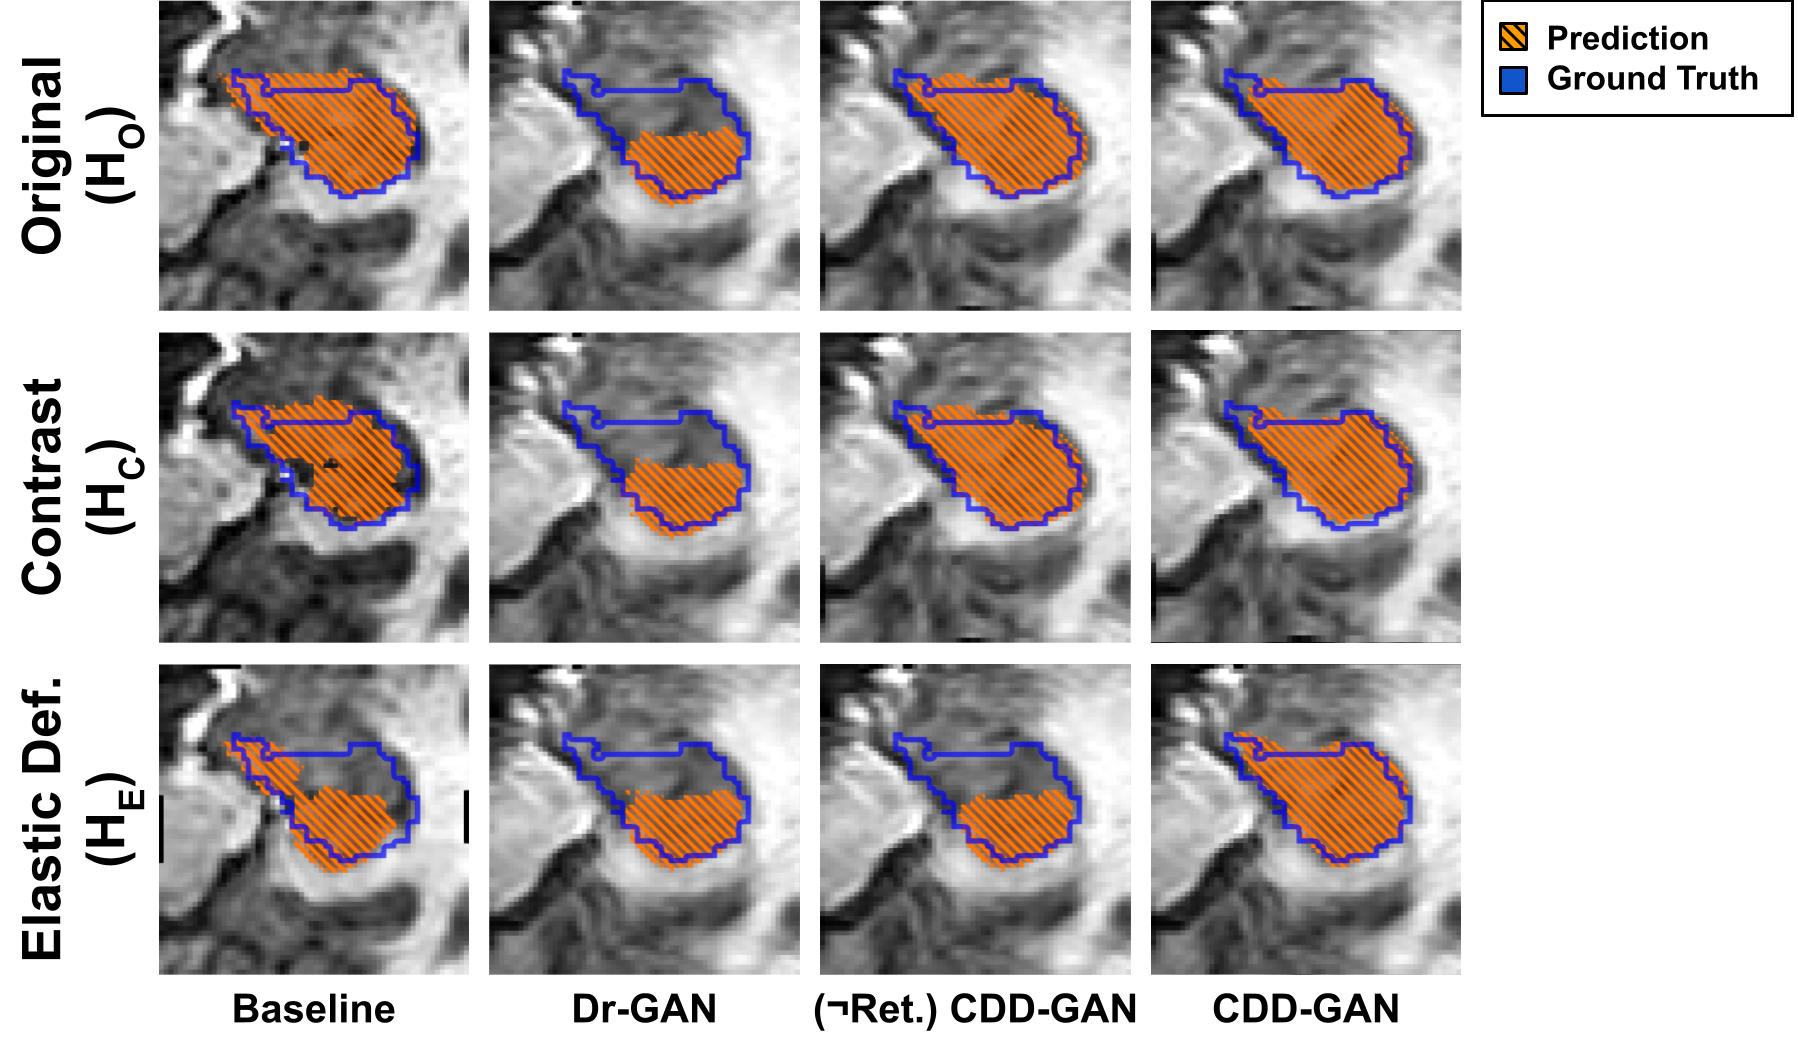 Prediction
Ground Truth
Original
(H_O)
Contrast
(H_C)
Elastic Def.
(H_E)
Baseline
Dr-GAN
(¬Ret.) CDD-GAN
CDD-GAN